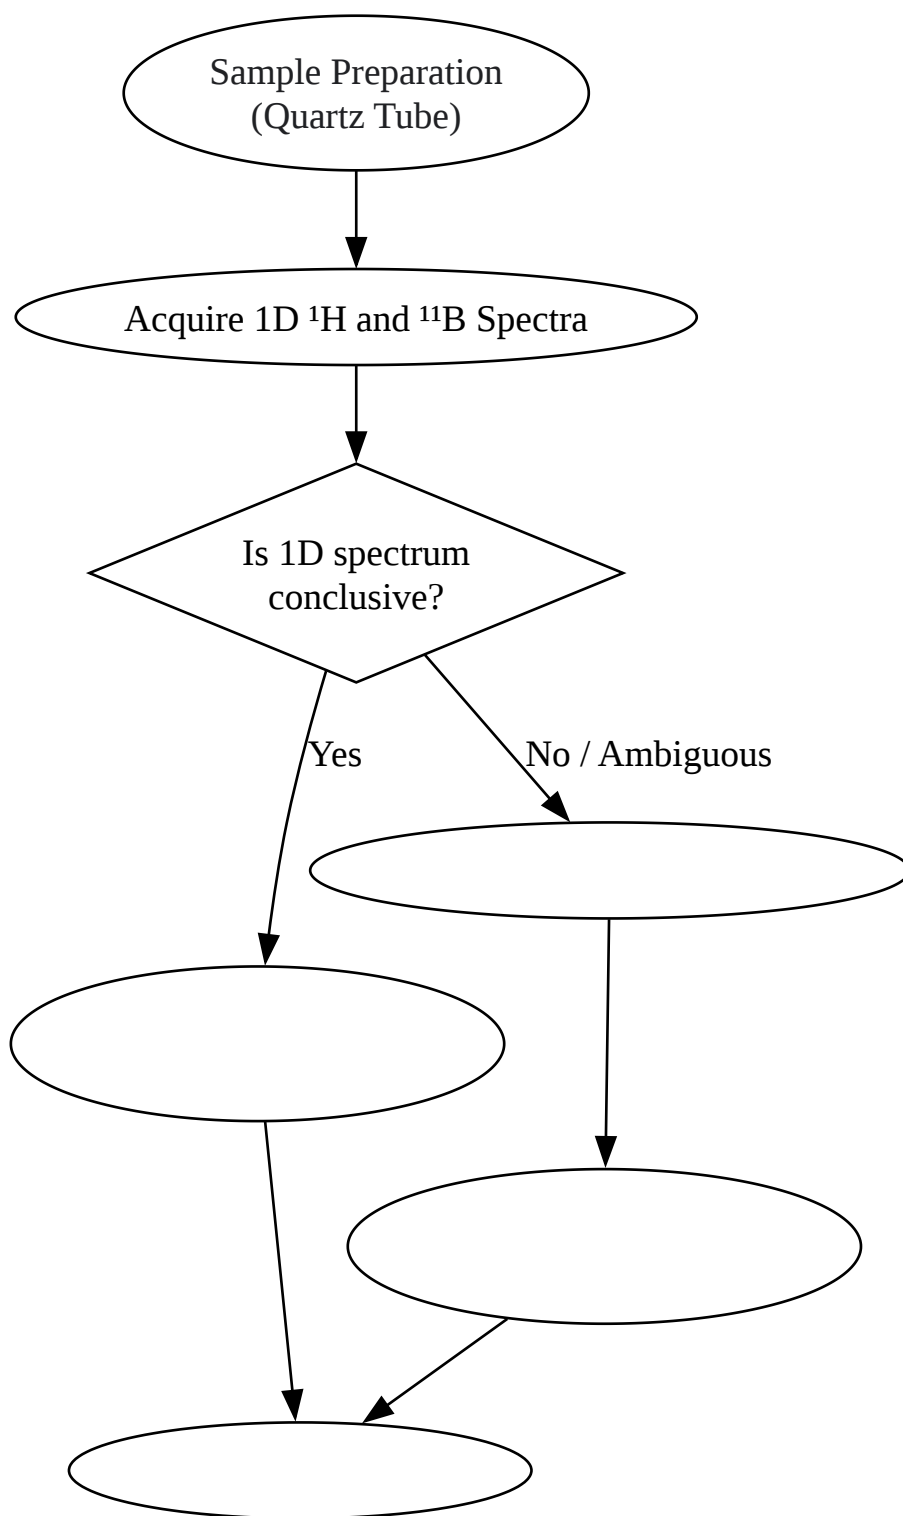 Sample Preparation
(Quartz Tube)
Acquire 1D ¹H and ¹¹B Spectra
Is 1D spectrum
conclusive?
Yes
No / Ambiguous